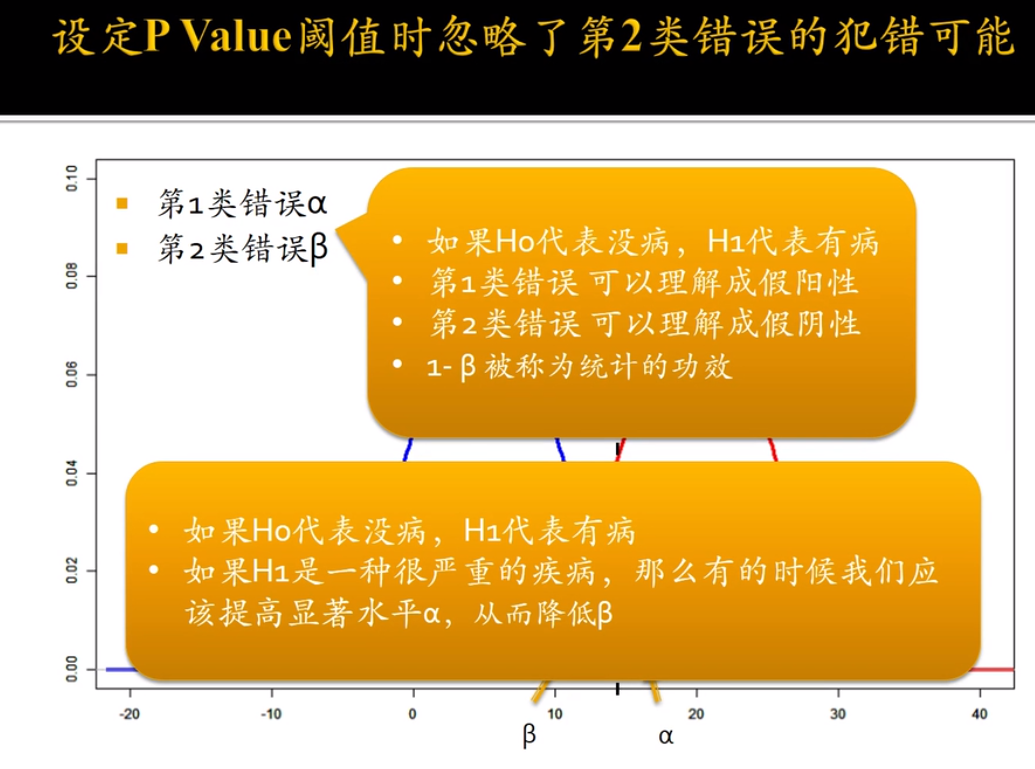 设定P Value阈值时忽略了第2类错误的犯错可能
第1类错误α
第2类错误β
如果H0代表没病，H1代表有病
第1类错误 可以理解成假阳性
第2类错误 可以理解成假阴性
1- β 被称为统计的功效
如果H0代表没病，H1代表有病
如果H1是一种很严重的疾病，那么有的时候我们应
该提高显著水平α，从而降低β
0.10
0.08
0.06
0.04
0.02
0.00
-20 -10 0 10 20 30 40
β α